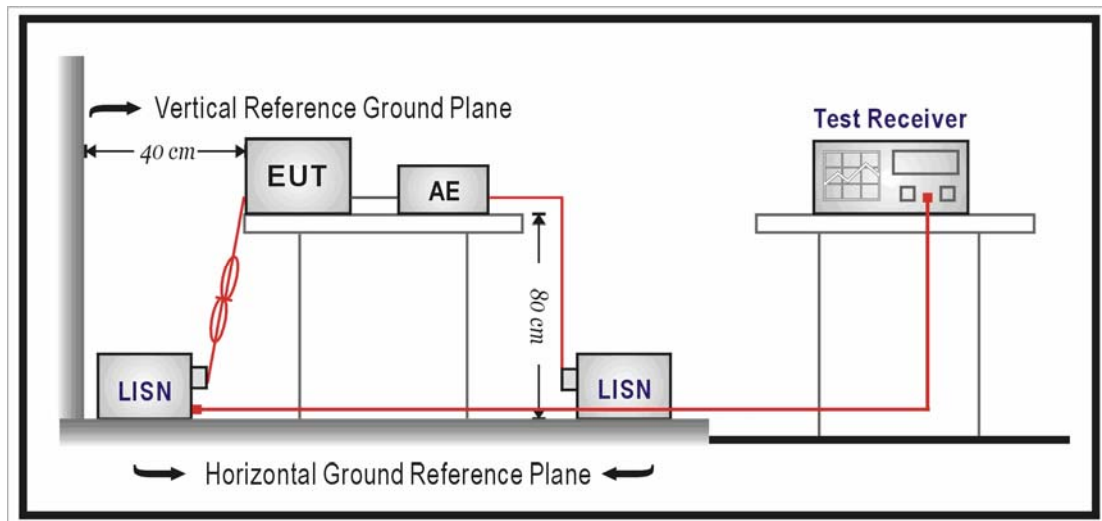 Vertical Reference Ground Plane
Test Receiver
40 cm
EUT
AE
80 cm
LISN
LISN
Horizontal Ground Reference Plane